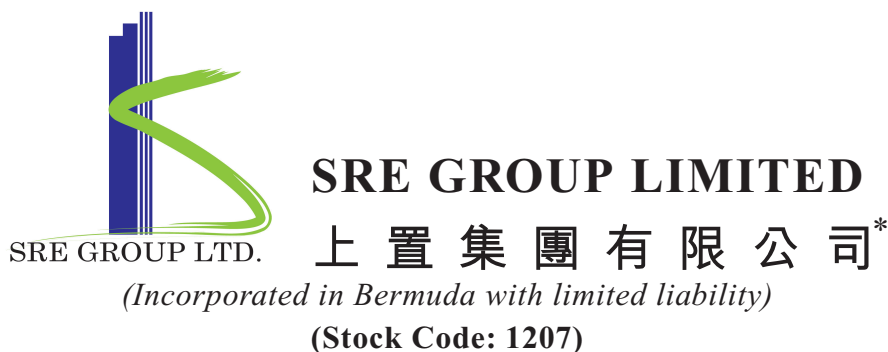 SRE GROUP LTD.
SRE GROUP LIMITED
上置集團有限公司*
(Incorporated in Bermuda with limited liability)
(Stock Code: 1207)